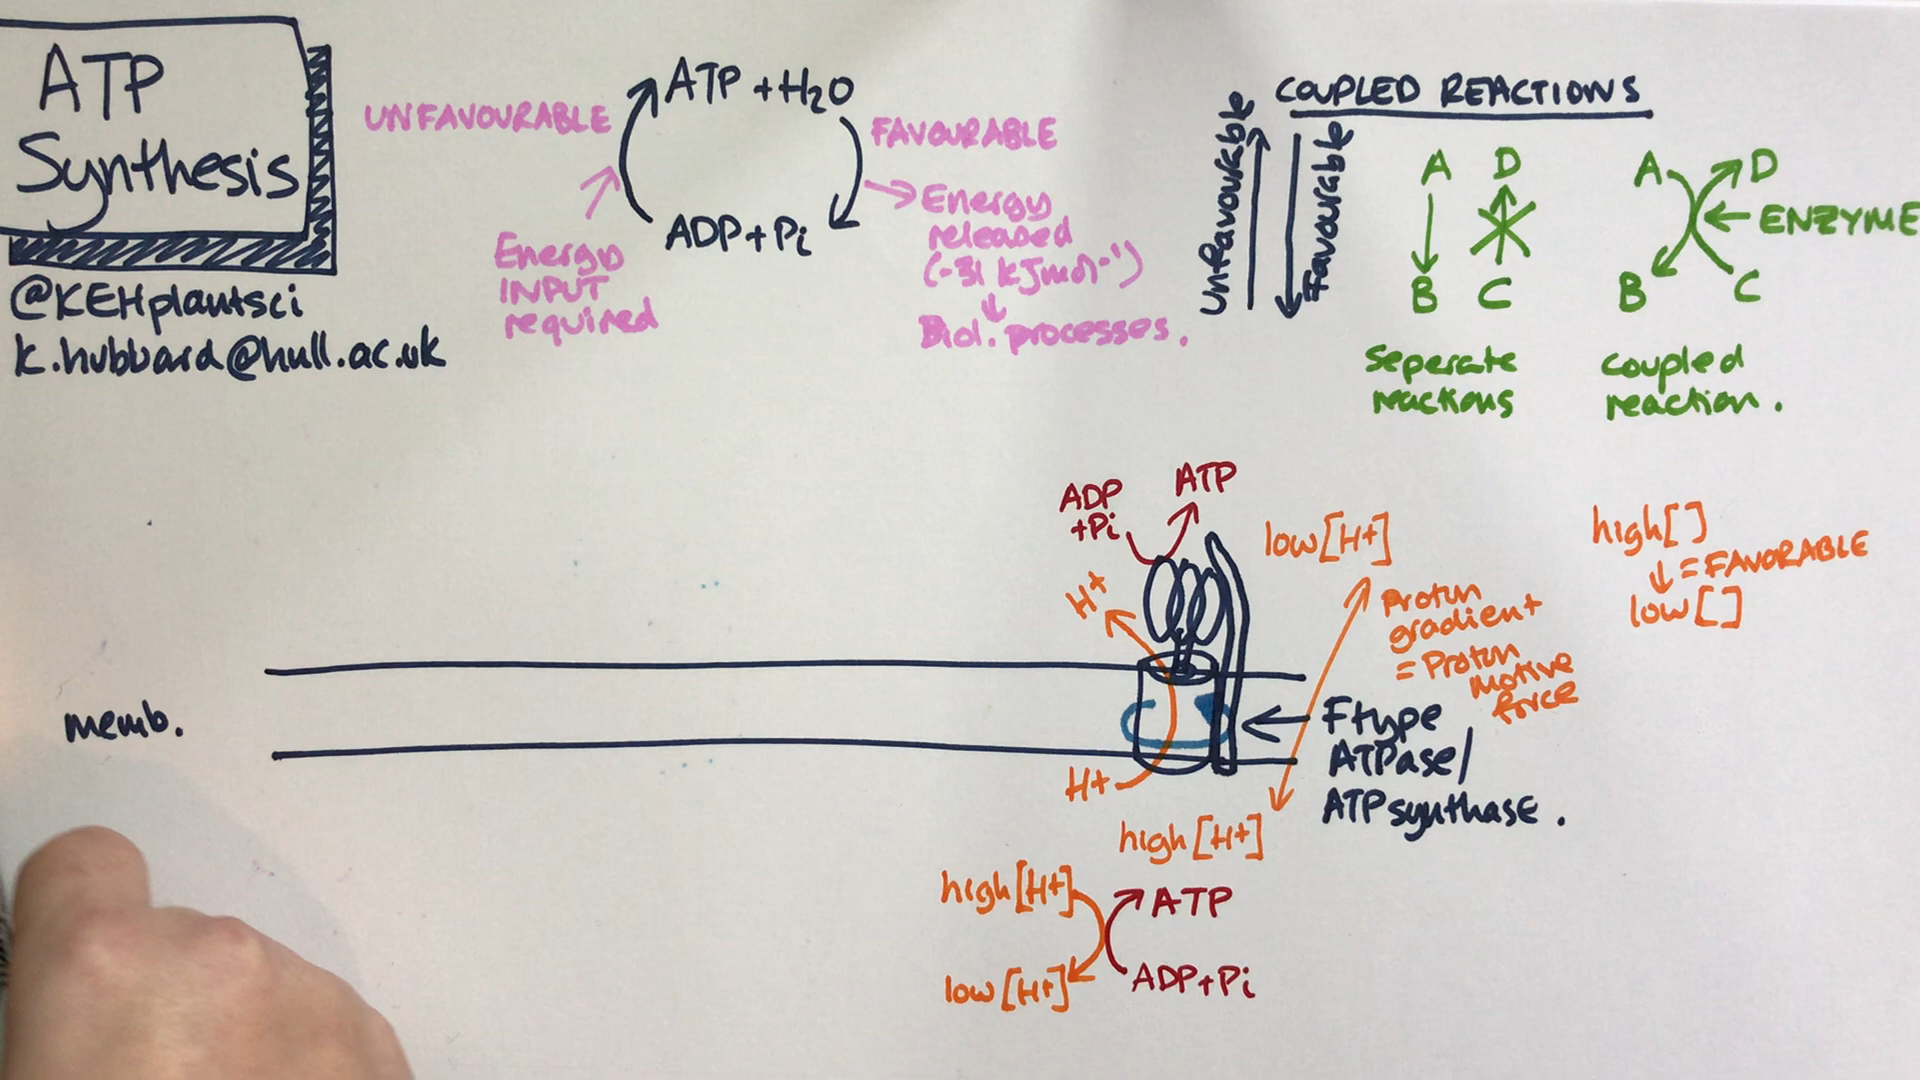 ATP
Synthesis
@KEHplantsci
k.hubbard@hull.ac.uk
UNFAVOURABLE
ATP + H2O
FAVOURABLE
ADP + Pi
Energy
INPUT
required
Energy
released
(-31 kJmol-1)
Biol. processes.
COUPLED REACTIONS
Unfavourable
Favourable
A D
B C
Seperate
reactions
A D
ENZYME
B C
Coupled
reaction.
ADP
+Pi
ATP
H+
low [H+]
high [ ]
= FAVORABLE
low [ ]
Proton
gradient
= Proton
Motive
force
memb.
F type
ATPase/
ATP synthase.
H+
high [H+]
high [H+]
ATP
low [H+]
ADP+Pi